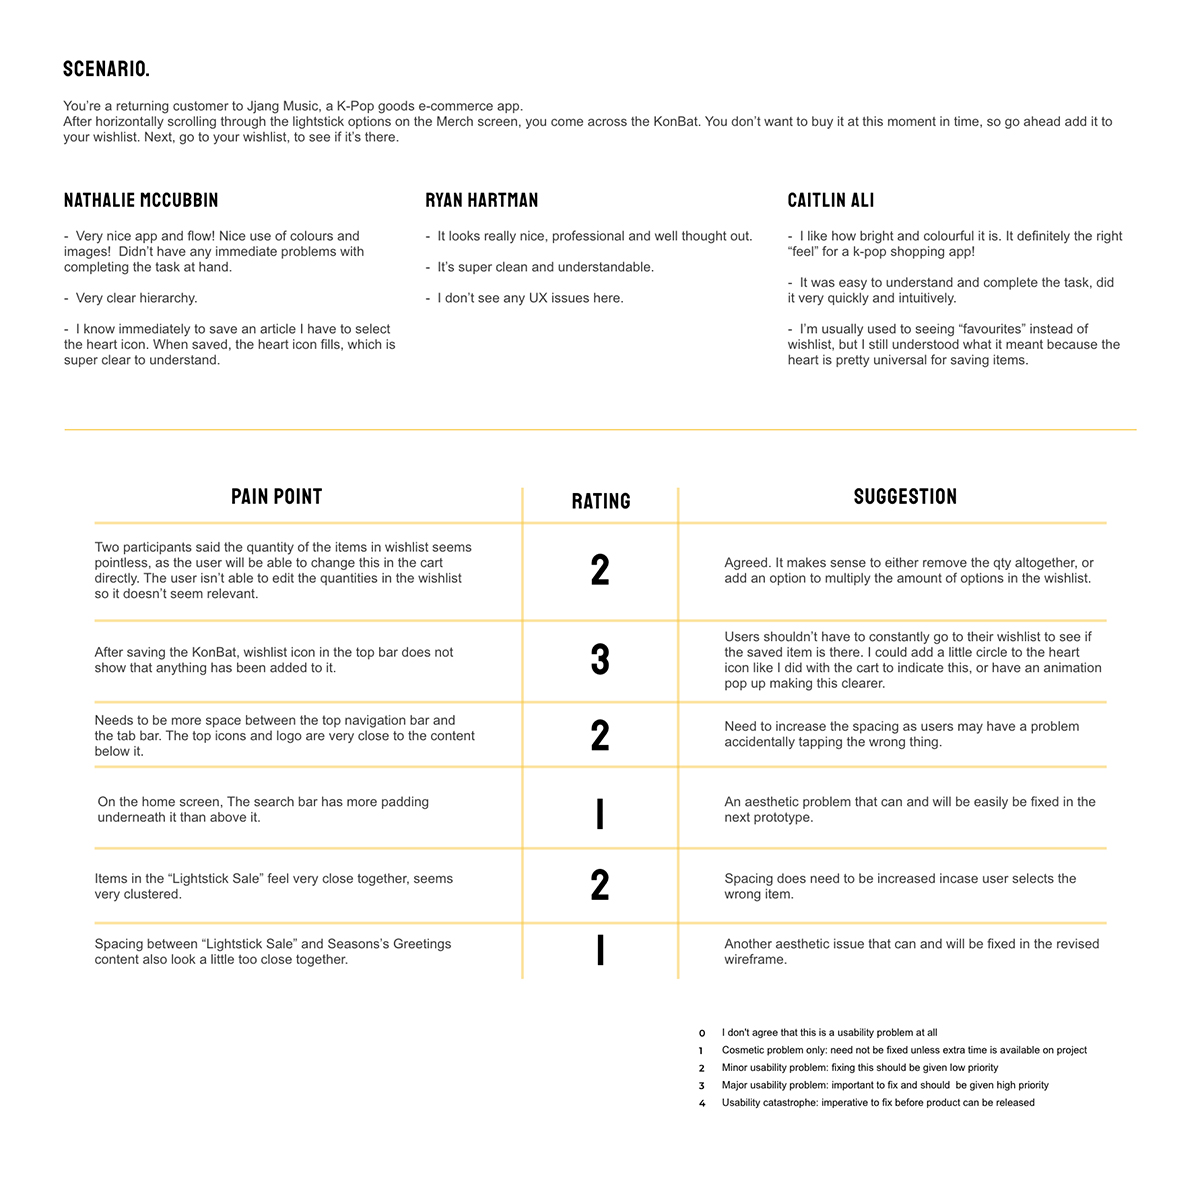 SCENARIO.
You're a returning customer to Jjang Music, a K-Pop goods e-commerce app.
After horizontally scrolling through the lightstick options on the Merch screen, you come across the KonBat. You don't want to buy it at this moment in time, so go ahead add it to
your wishlist. Next, go to your wishlist, to see if it's there.
NATHALIE MCCUBBIN
- Very nice app and flow! Nice use of colours and
images! Didn't have any immediate problems with
completing the task at hand.
- Very clear hierarchy.
- I know immediately to save an article I have to select
the heart icon. When saved, the heart icon fills, which is
super clear to understand.
RYAN HARTMAN
- It looks really nice, professional and well thought out.
- It's super clean and understandable.
- I don't see any UX issues here.
CAITLIN ALI
- I like how bright and colourful it is. It definitely the right
“feel” for a k-pop shopping app!
- It was easy to understand and complete the task, did
it very quickly and intuitively.
- I'm usually used to seeing “favourites” instead of
wishlist, but I still understood what it meant because the
heart is pretty universal for saving items.
PAIN POINT
RATING
SUGGESTION
Two participants said the quantity of the items in wishlist seems
pointless, as the user will be able to change this in the cart
directly. The user isn't able to edit the quantities in the wishlist
so it doesn't seem relevant.
2
Agreed. It makes sense to either remove the qty altogether, or
add an option to multiply the amount of options in the wishlist.
After saving the KonBat, wishlist icon in the top bar does not
show that anything has been added to it.
3
Users shouldn't have to constantly go to their wishlist to see if
the saved item is there. I could add a little circle to the heart
icon like I did with the cart to indicate this, or have an animation
pop up making this clearer.
Needs to be more space between the top navigation bar and
the tab bar. The top icons and logo are very close to the content
below it.
2
Need to increase the spacing as users may have a problem
accidentally tapping the wrong thing.
On the home screen, The search bar has more padding
underneath it than above it.
1
An aesthetic problem that can and will be easily be fixed in the
next prototype.
Items in the “Lightstick Sale” feel very close together, seems
very clustered.
2
Spacing does need to be increased incase user selects the
wrong item.
Spacing between “Lightstick Sale” and Seasons's Greetings
content also look a little too close together.
1
Another aesthetic issue that can and will be fixed in the revised
wireframe.
0 I don't agree that this is a usability problem at all
1 Cosmetic problem only: need not be fixed unless extra time is available on project
2 Minor usability problem: fixing this should be given low priority
3 Major usability problem: important to fix and should be given high priority
4 Usability catastrophe: imperative to fix before product can be released